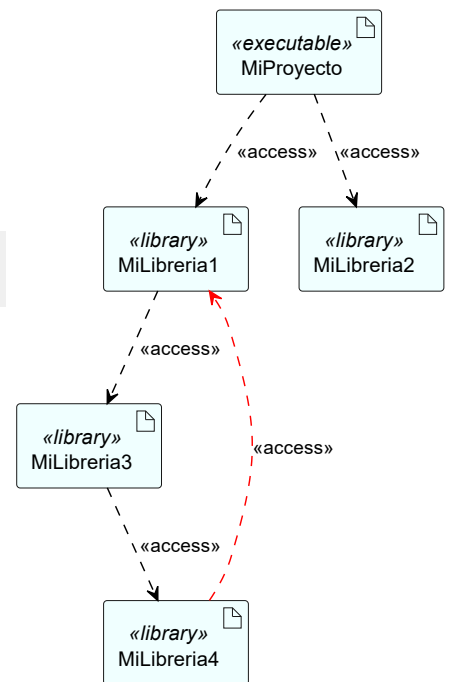 «executable»
MiProyecto
«access» «access»
«library»
MiLibreria1
«library»
MiLibreria2
«access»
«library»
MiLibreria3
«access»
«access»
«library»
MiLibreria4